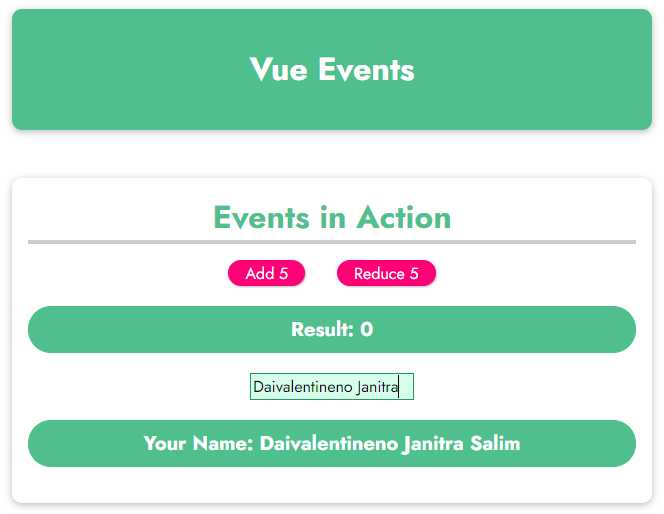 Vue Events
Events in Action
Add 5 Reduce 5
Result: 0
Daivalentineno Janitra
Your Name: Daivalentineno Janitra Salim